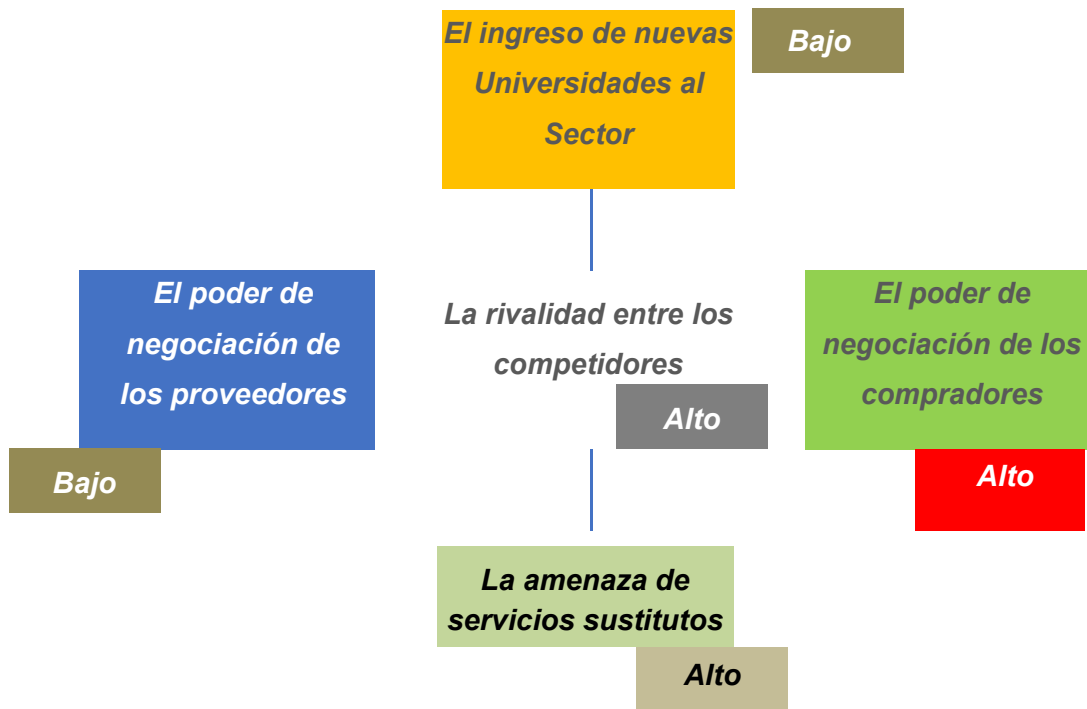 El ingreso de nuevas
Universidades al
Sector
Bajo
El poder de
negociación de
los proveedores
Bajo
La rivalidad entre los
competidores
Alto
El poder de
negociación de los
compradores
Alto
La amenaza de
servicios sustitutos
Alto